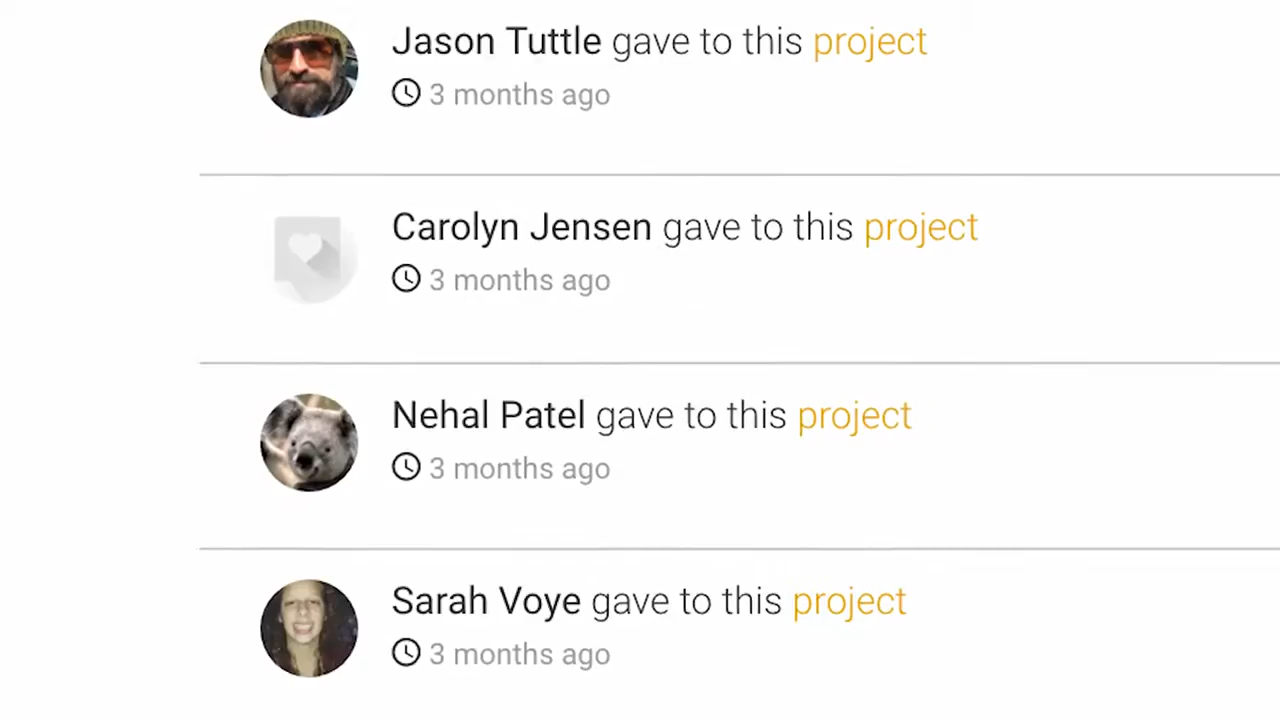 Jason Tuttle gave to this project
3 months ago
Carolyn Jensen gave to this project
3 months ago
Nehal Patel gave to this project
3 months ago
Sarah Voye gave to this project
3 months ago